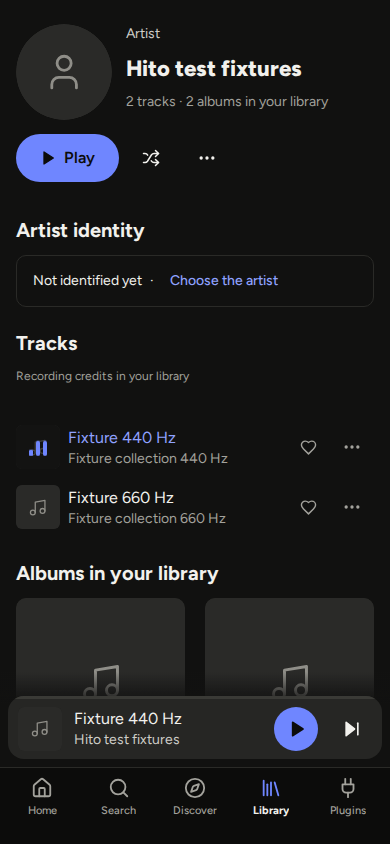 Artist
Hito test fixtures
2 tracks · 2 albums in your library
Play
Artist identity
Not identified yet · Choose the artist
Tracks
Recording credits in your library
Fixture 440 Hz
Fixture collection 440 Hz
Fixture 660 Hz
Fixture collection 660 Hz
Albums in your library
Fixture 440 Hz
Hito test fixtures
Home Search Discover Library Plugins